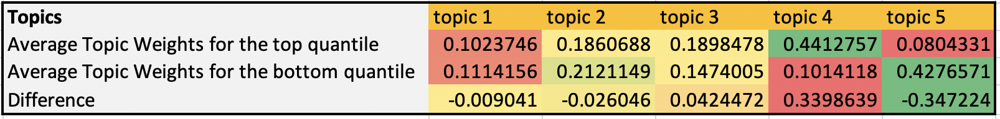 Topics topic 1 topic 2 topic 3 topic 4 topic 5
Average Topic Weights for the top quantile 0.1023746 0.1860688 0.1898478 0.4412757 0.0804331
Average Topic Weights for the bottom quantile 0.1114156 0.2121149 0.1474005 0.1014118 0.4276571
Difference -0.009041 -0.026046 0.0424472 0.3398639 -0.347224